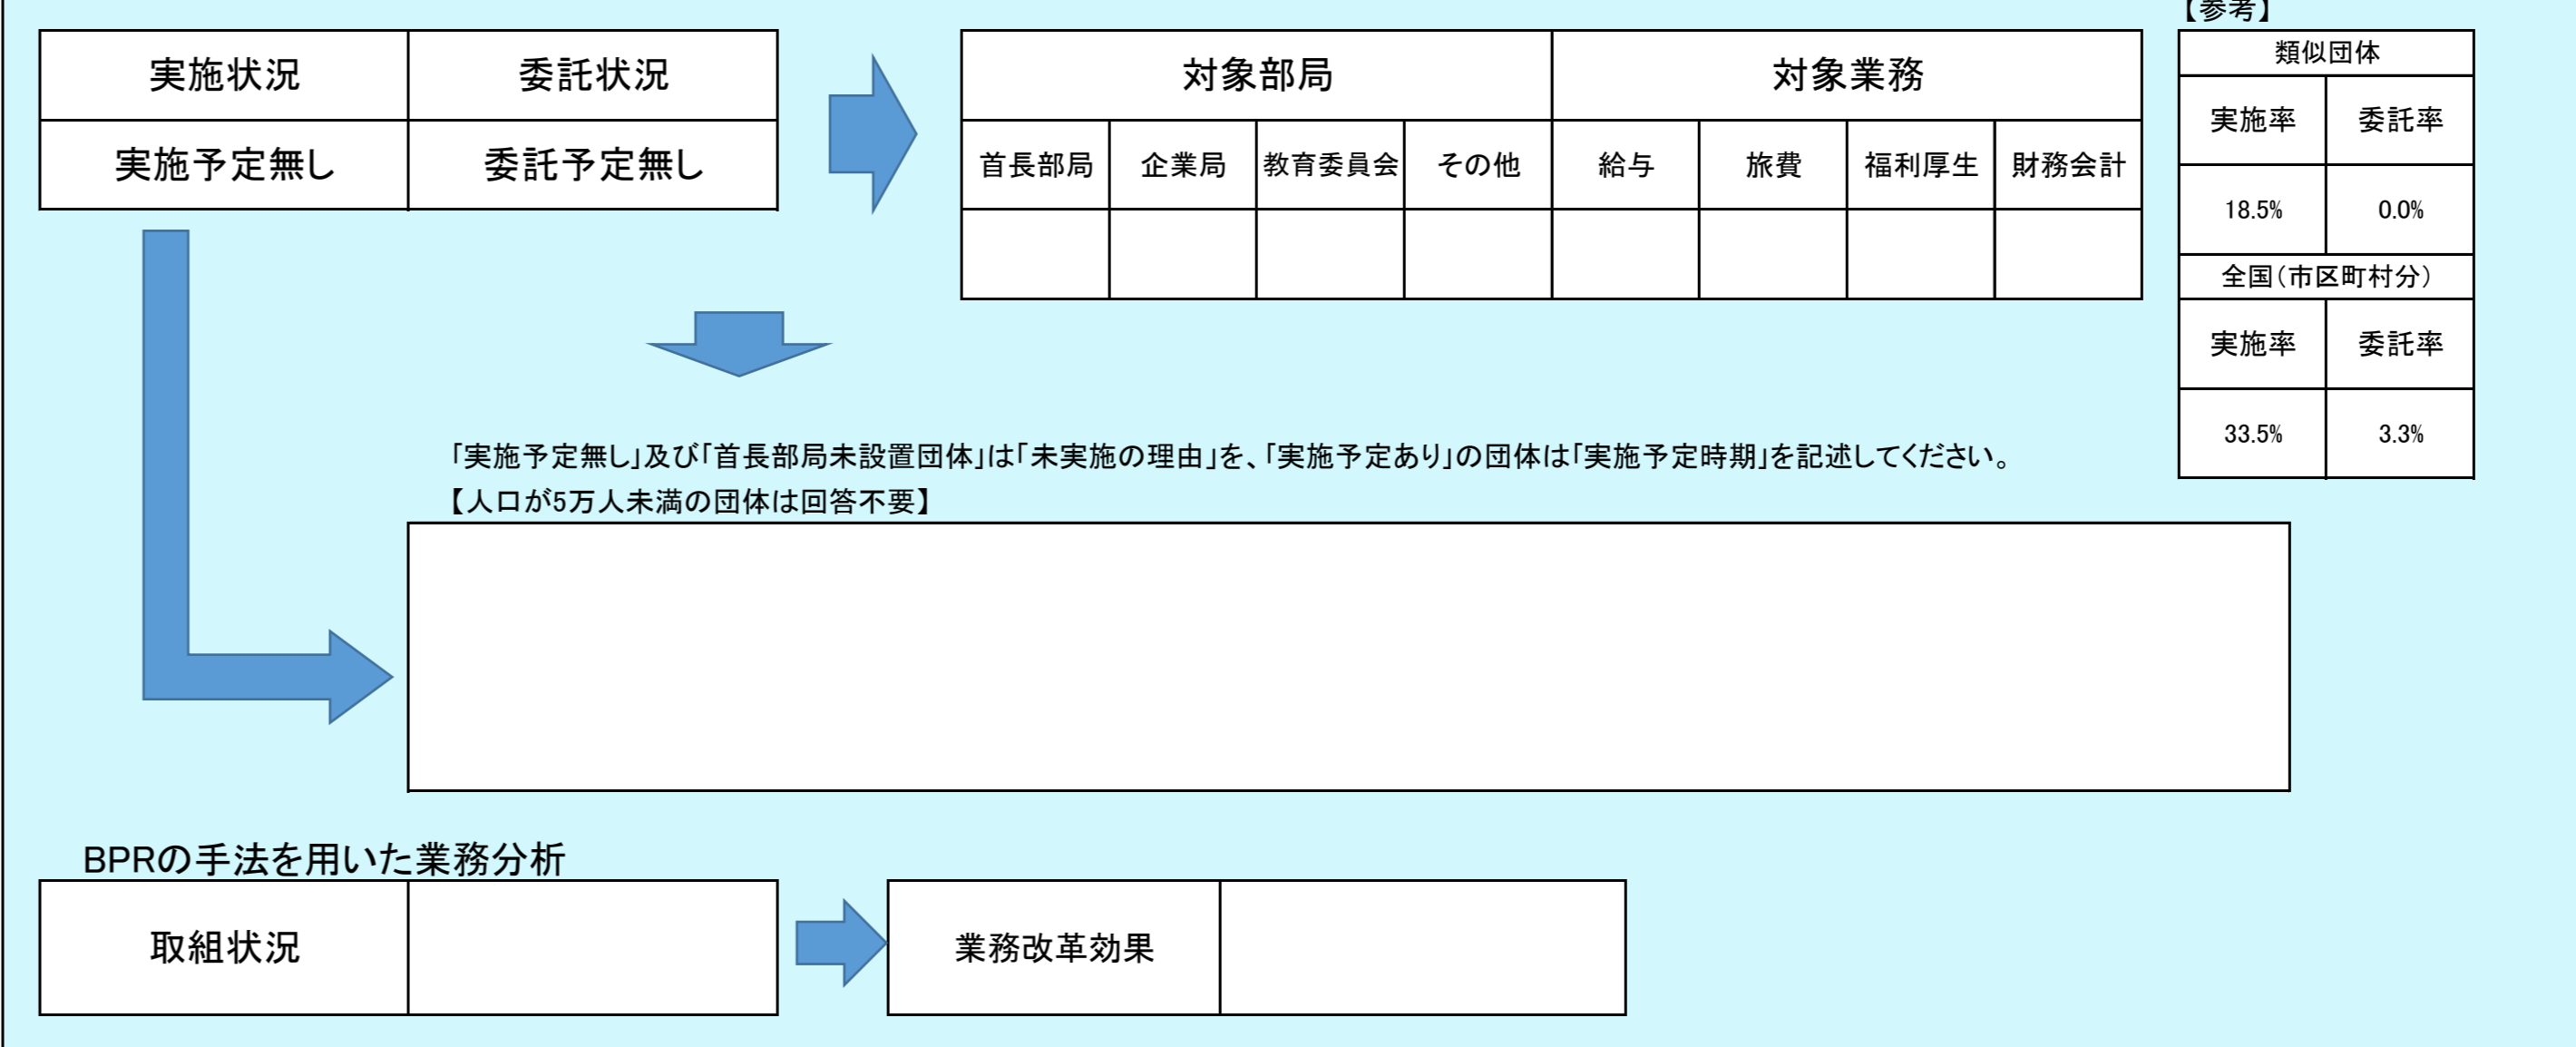 【参考】
実施状況 委託状況
実施予定無し 委託予定無し
対象部局 対象業務
首長部局 企業局 教育委員会 その他 給与 旅費 福利厚生 財務会計
類似団体
実施率 委託率
18.5% 0.0%
全国(市区町村分)
実施率 委託率
33.5% 3.3%
「実施予定無し」及び「首長部局未設置団体」は「未実施の理由」を、「実施予定あり」の団体は「実施予定時期」を記述してください。
【人口が5万人未満の団体は回答不要】
BPRの手法を用いた業務分析
取組状況
業務改革効果